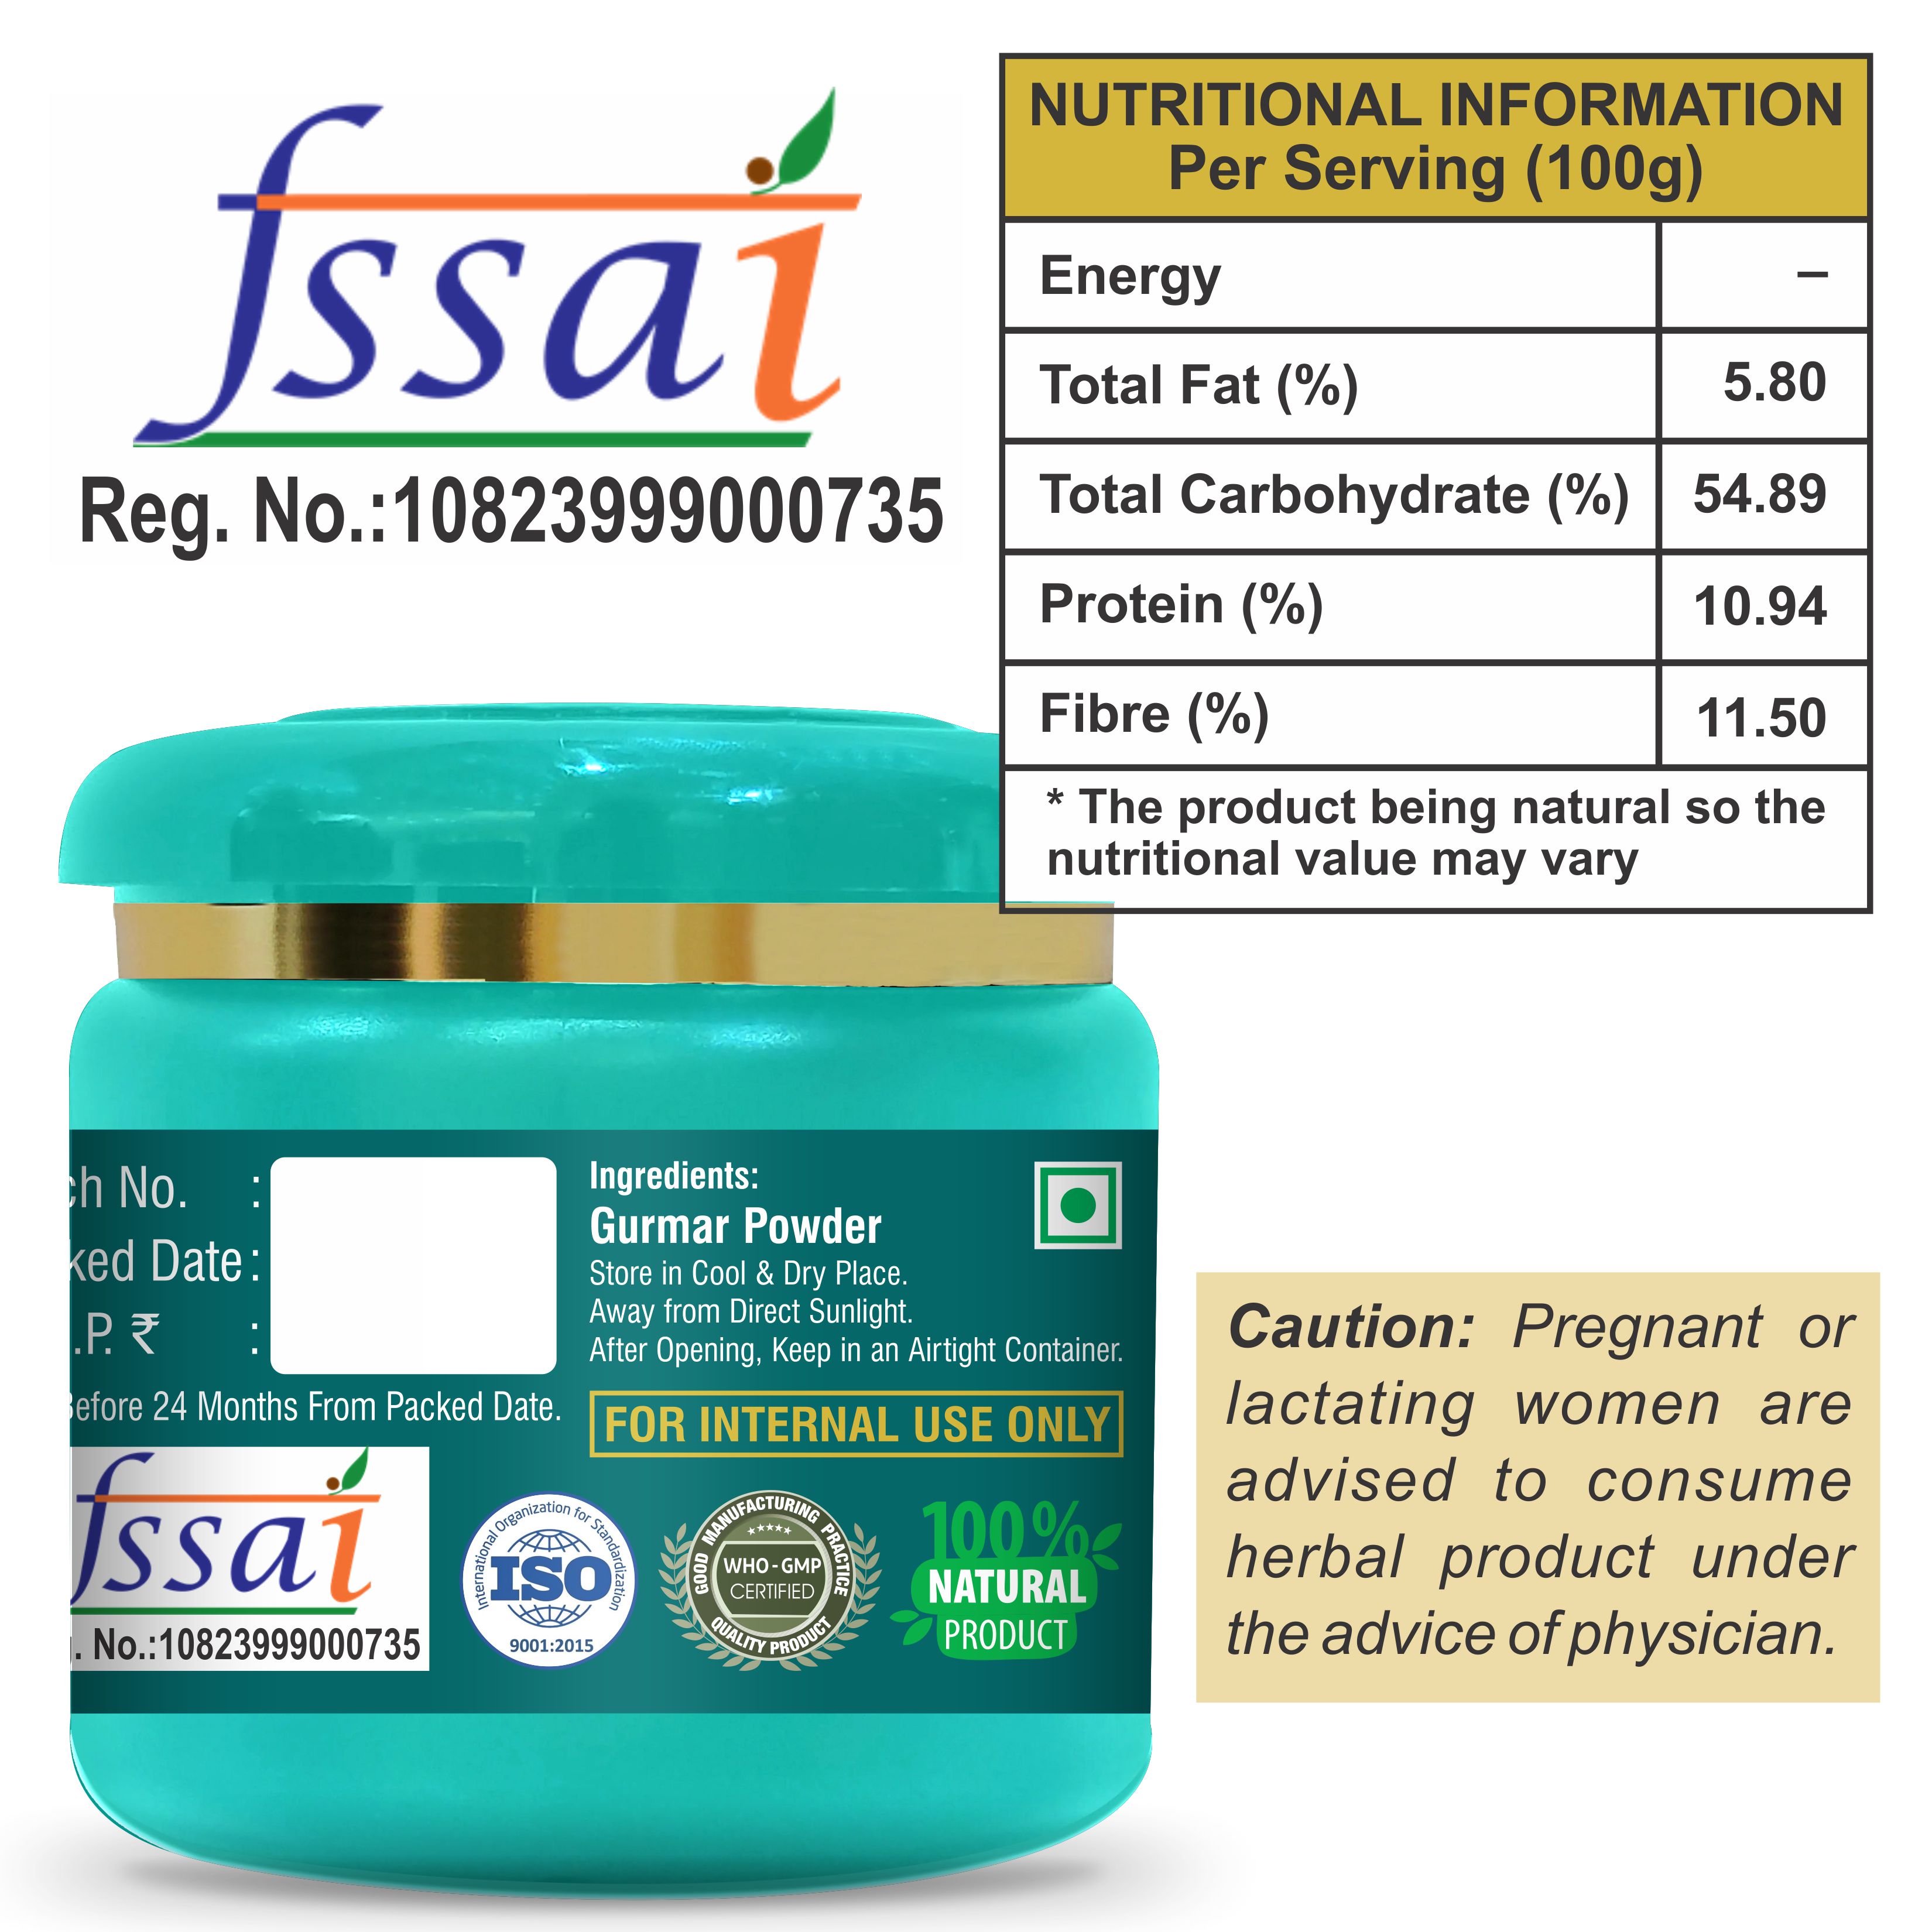 fssai
Reg. No.:10823999000735
NUTRITIONAL INFORMATION
Per Serving (100g)
Energy –
Total Fat (%) 5.80
Total Carbohydrate (%) 54.89
Protein (%) 10.94
Fibre (%) 11.50
* The product being natural so the
nutritional value may vary
ch No. :
ked Date :
.P. ₹ :
Before 24 Months From Packed Date.
fssai
. No.:10823999000735
Ingredients:
Gurmar Powder
Store in Cool & Dry Place.
Away from Direct Sunlight.
After Opening, Keep in an Airtight Container.
FOR INTERNAL USE ONLY
International Organization for Standardization
ISO
9001:2015
GOOD MANUFACTURING PRACTICE
WHO - GMP
CERTIFIED
QUALITY PRODUCT
100%
NATURAL
PRODUCT
Caution: Pregnant or
lactating women are
advised to consume
herbal product under
the advice of physician.